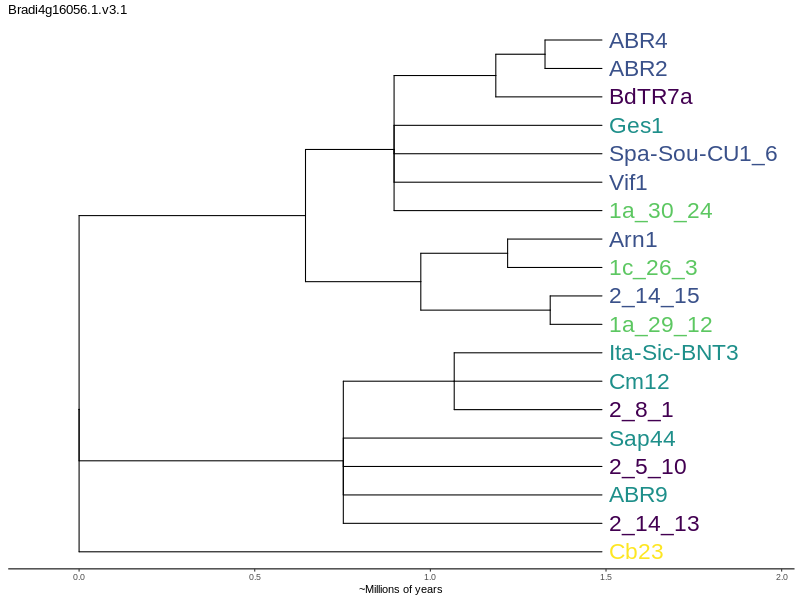 Bradi4g16056.1.v3.1
ABR4
ABR2
BdTR7a
Ges1
Spa-Sou-CU1_6
Vif1
1a_30_24
Arn1
1c_26_3
2_14_15
1a_29_12
Ita-Sic-BNT3
Cm12
2_8_1
Sap44
2_5_10
ABR9
2_14_13
Cb23
0.0 0.5 1.0 1.5 2.0
~Millions of years